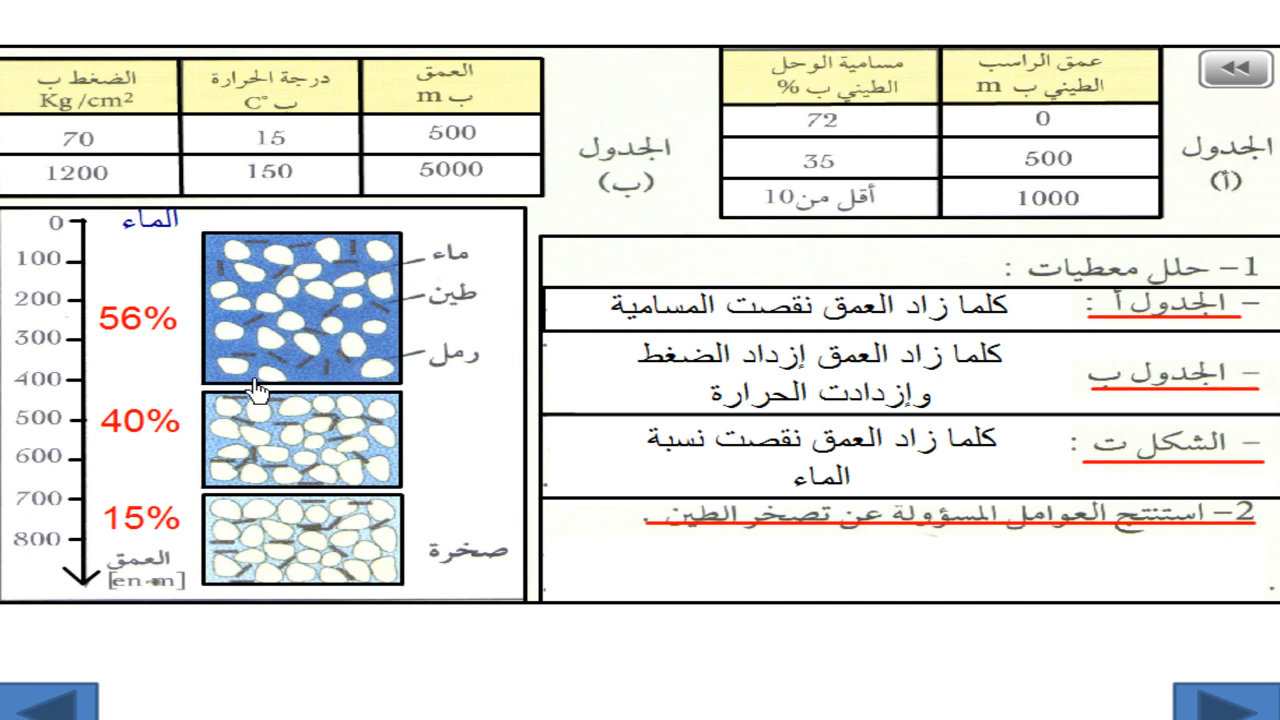 عمق الراسب الطيني ب m
مسامية الوحل الطيني ب %
0
72
500
35
1000
أقل من 10
الجدول
(أ)
العمق ب m
درجة الحرارة ب C°
الضغط ب Kg/cm²
500
15
70
5000
150
1200
الجدول
(ب)
1- حلل معطيات :
- الجدول أ :
كلما زاد العمق نقصت المسامية
- الجدول ب
كلما زاد العمق إزداد الضغط
وإزدادت الحرارة
- الشكل ت :
كلما زاد العمق نقصت نسبة
الماء
2- استنتج العوامل المسؤولة عن تصخر الطين .
الماء
0
100
200
300
400
500
600
700
800
56%
40%
15%
العمق
[en m]
ماء
طين
رمل
صخرة